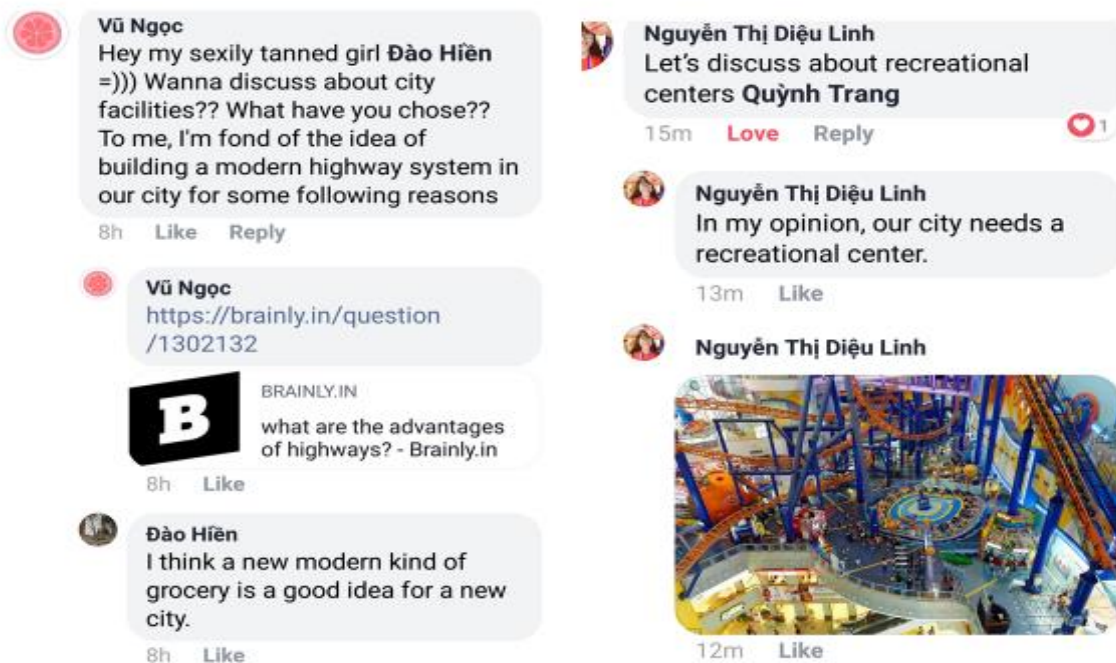 Vũ Ngọc
Hey my sexily tanned girl Đào Hiền
=))) Wanna discuss about city
facilities?? What have you chose??
To me, I'm fond of the idea of
building a modern highway system in
our city for some following reasons
8h Like Reply
Vũ Ngọc
https://brainly.in/question
/1302132
B
BRAINLY.IN
what are the advantages
of highways? - Brainly.in
8h Like
Đào Hiền
I think a new modern kind of
grocery is a good idea for a new
city.
8h Like
Nguyễn Thị Diệu Linh
Let's discuss about recreational
centers Quỳnh Trang
15m Love Reply
1
Nguyễn Thị Diệu Linh
In my opinion, our city needs a
recreational center.
13m Like
Nguyễn Thị Diệu Linh
12m Like